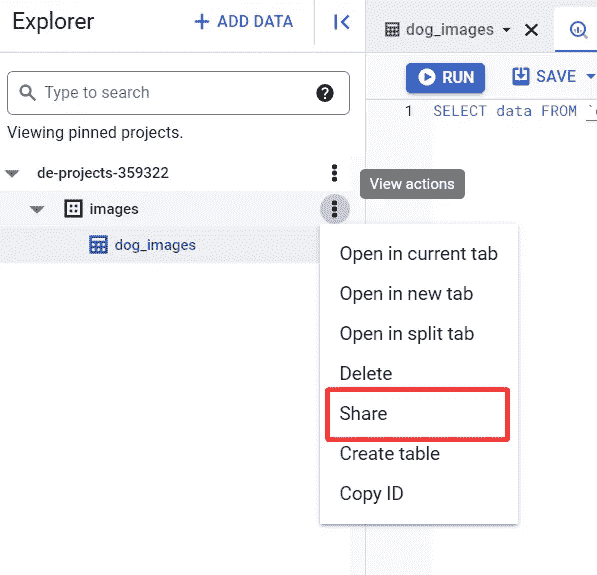 Explorer
+ ADD DATA
dog_images
RUN
SAVE
Type to search
1 SELECT data FROM `
Viewing pinned projects.
de-projects-359322
View actions
images
dog_images
Open in current tab
Open in new tab
Open in split tab
Delete
Share
Create table
Copy ID